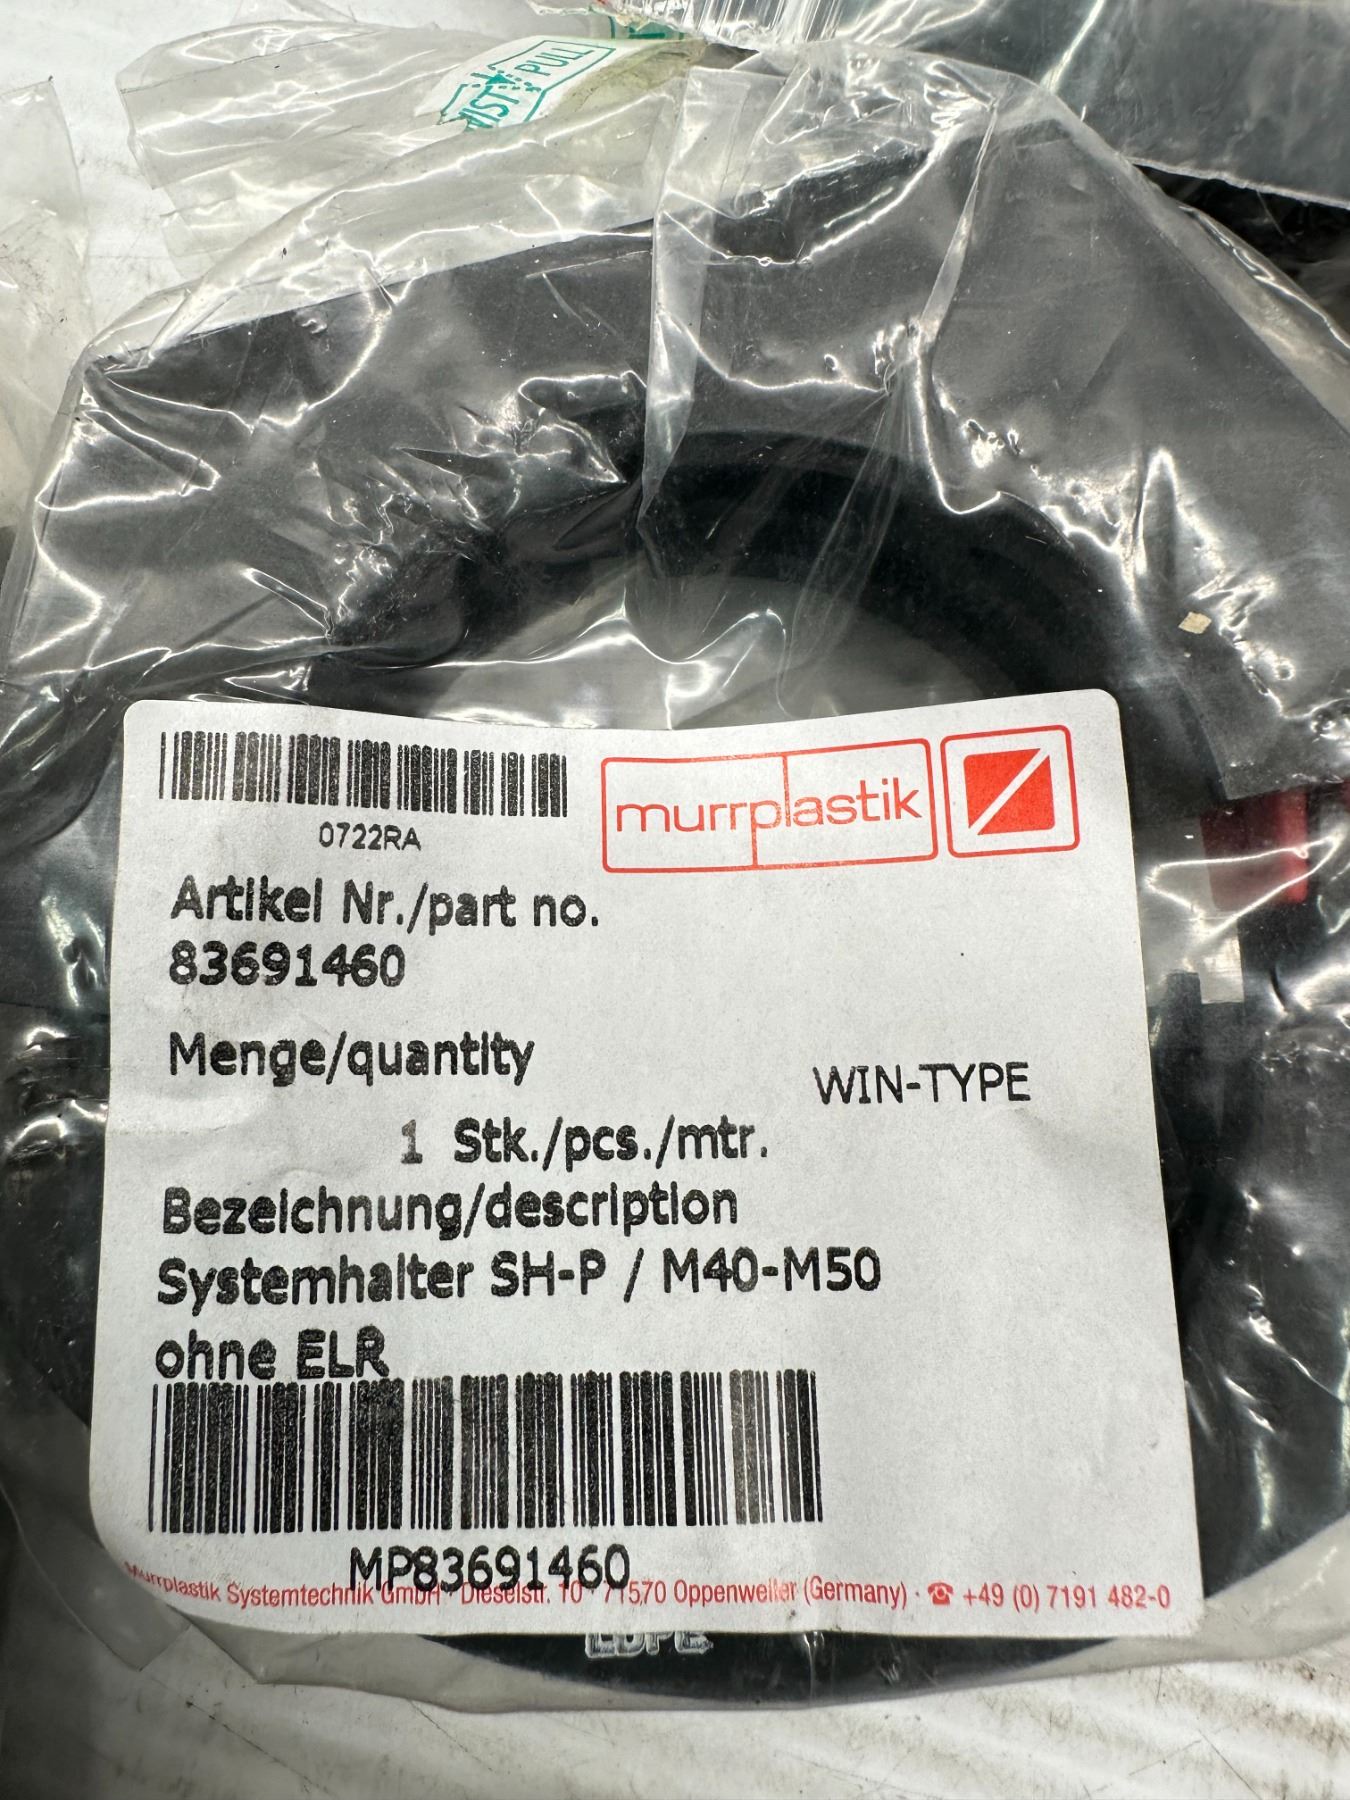 PULL
0722RA
murrplastik
Artikel Nr./part no.
83691460
Menge/quantity
WIN-TYPE
1 Stk./pcs./mtr.
Bezeichnung/description
Systemhalter SH-P / M40-M50
ohne ELR
MP83691460
Murrplastik Systemtechnik GmbH · Dieselstr. 10 · 71570 Oppenweiler (Germany) · ☎ +49 (0) 7191 482-0
LDPE